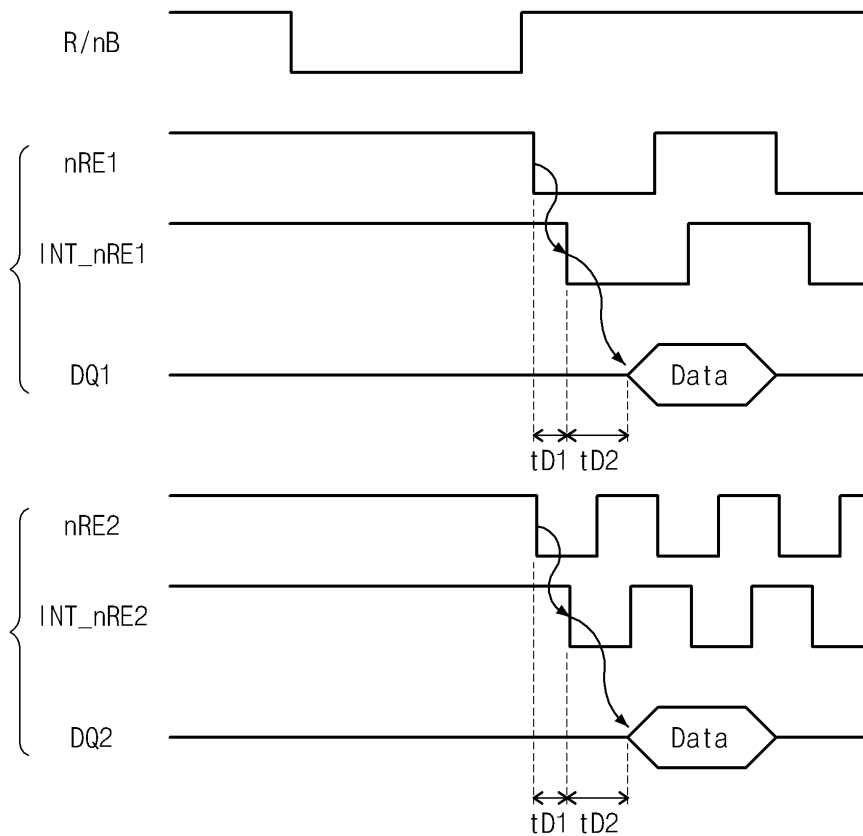 R/nB
nRE1
INT_nRE1
DQ1
Data
tD1 tD2
nRE2
INT_nRE2
DQ2
Data
tD1 tD2